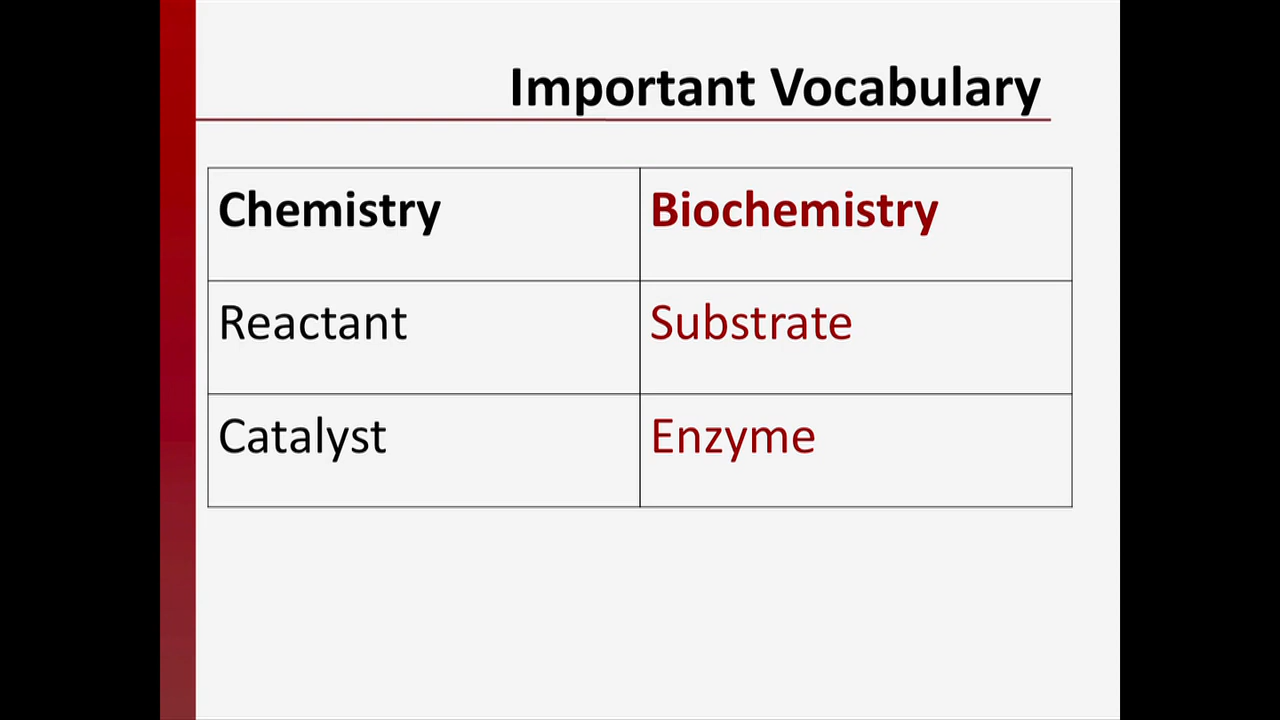 Important Vocabulary
Chemistry Biochemistry
Reactant Substrate
Catalyst Enzyme